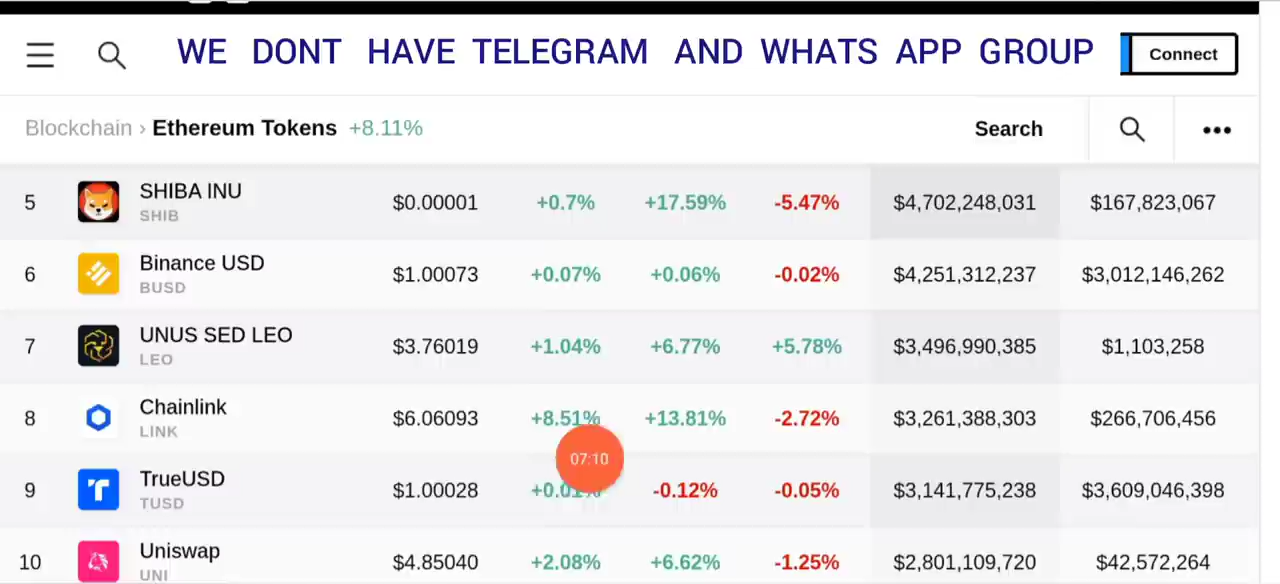 WE DONT HAVE TELEGRAM AND WHATS APP GROUP Connect
Blockchain › Ethereum Tokens +8.11% Search
5 SHIBA INU SHIB $0.00001 +0.7% +17.59% -5.47% $4,702,248,031 $167,823,067
6 Binance USD BUSD $1.00073 +0.07% +0.06% -0.02% $4,251,312,237 $3,012,146,262
7 UNUS SED LEO LEO $3.76019 +1.04% +6.77% +5.78% $3,496,990,385 $1,103,258
8 Chainlink LINK $6.06093 +8.51% +13.81% -2.72% $3,261,388,303 $266,706,456
07:10
9 TrueUSD TUSD $1.00028 -0.12% -0.05% $3,141,775,238 $3,609,046,398
10 Uniswap UNI $4.85040 +2.08% +6.62% -1.25% $2,801,109,720 $42,572,264